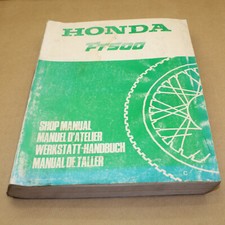 HONDA
FT500
SHOP MANUAL
MANUEL D'ATELIER
WERKSTATT-HANDBUCH
MANUAL DE TALLER